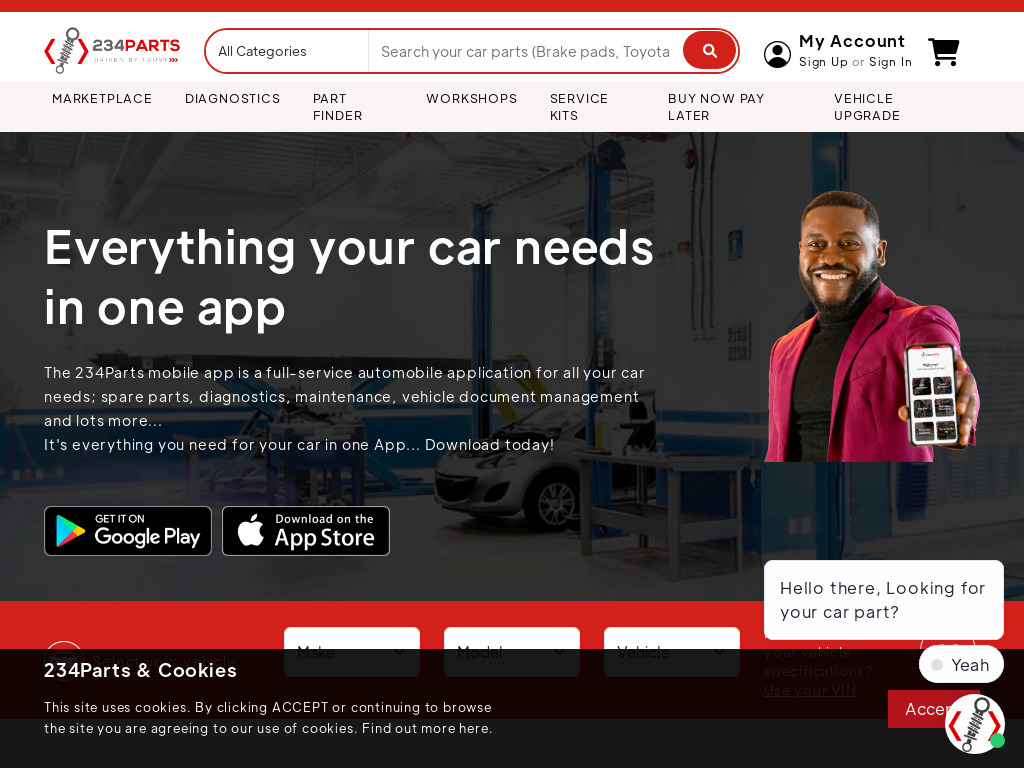 234PARTS
DRIVEN BY TRUST
All Categories
Search your car parts (Brake pads, Toyota
My Account
Sign Up or Sign In
MARKETPLACE
DIAGNOSTICS
PART FINDER
WORKSHOPS
SERVICE KITS
BUY NOW PAY LATER
VEHICLE UPGRADE
Everything your car needs
in one app
The 234Parts mobile app is a full-service automobile application for all your car
needs; spare parts, diagnostics, maintenance, vehicle document management
and lots more...
It's everything you need for your car in one App... Download today!
GET IT ON
Google Play
Download on the
App Store
Hello there, Looking for
your car part?
Yeah
Make
Model
Vehicle
your vehicle
specifications?
Use your VIN
234Parts & Cookies
This site uses cookies. By clicking ACCEPT or continuing to browse
the site you are agreeing to our use of cookies. Find out more here.